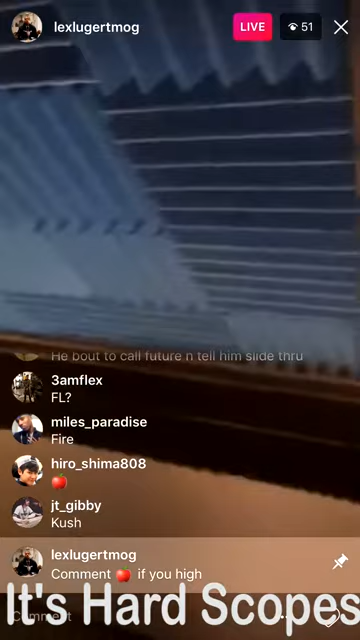 lexlugertmog
LIVE
51
He bout to call future n tell him slide thru
3amflex
FL?
miles_paradise
Fire
hiro_shima808
🍎
jt_gibby
Kush
lexlugertmog
Comment 🍎 if you high
Comment
It's Hard Scopes